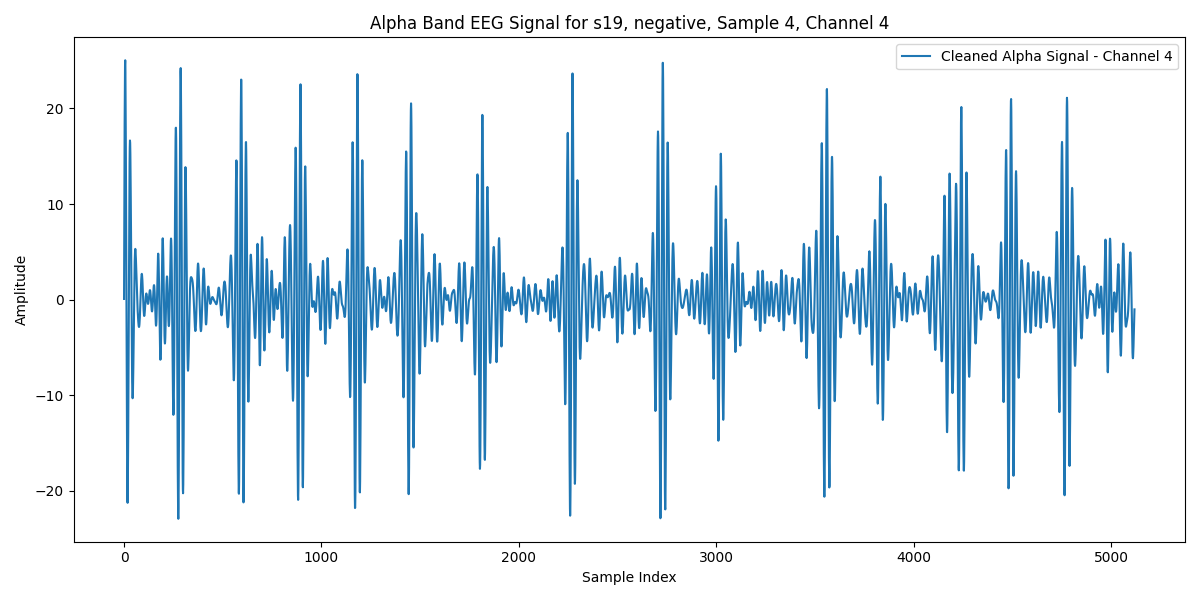 Alpha Band EEG Signal for s19, negative, Sample 4, Channel 4
Cleaned Alpha Signal - Channel 4
Amplitude
20
10
0
−10
−20
0 1000 2000 3000 4000 5000
Sample Index